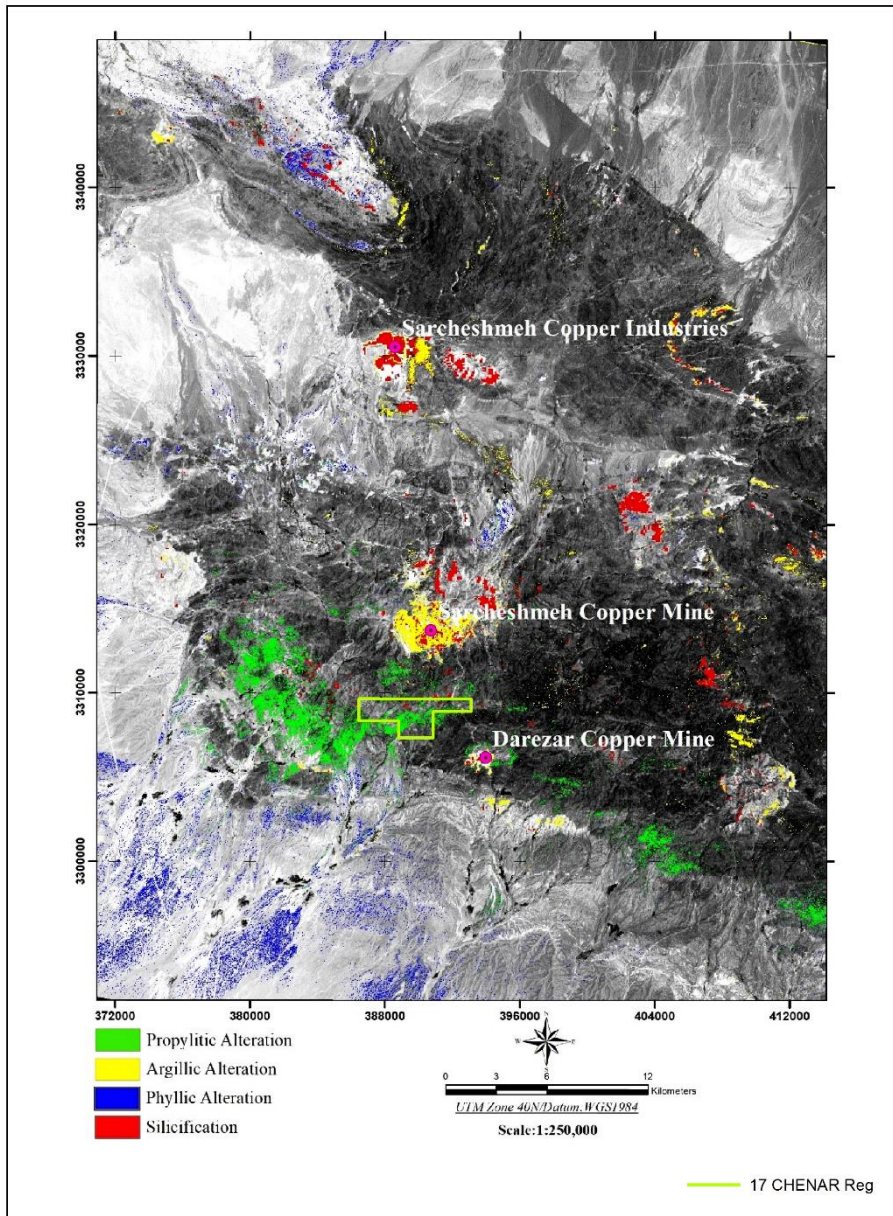 3340000
Sarcheshmeh Copper Industries
3330000
3320000
Sarcheshmeh Copper Mine
3310000
Darezar Copper Mine
3300000
372000 380000 388000 396000 404000 412000
Propylitic Alteration
Argillic Alteration
Phyllic Alteration
Silicification
N
W E
S
0 3 6 12
Kilometers
UTM Zone 40N/Datum.WGS1984
Scale:1:250,000
17 CHENAR Reg